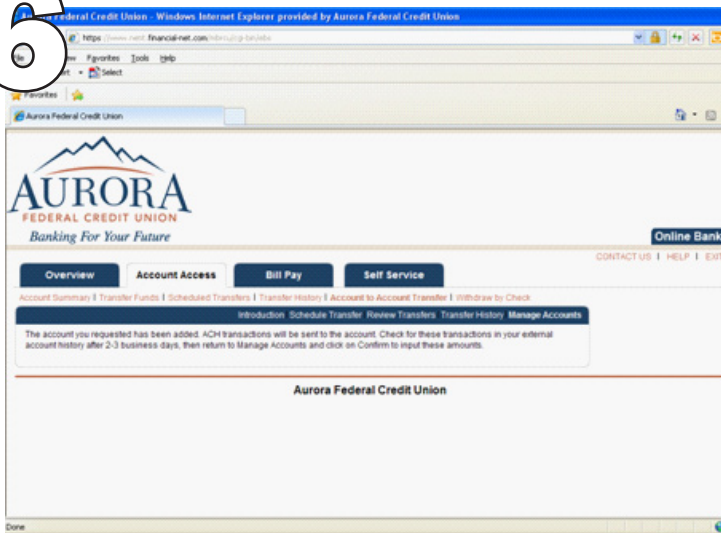 6
Federal Credit Union - Windows Internet Explorer provided by Aurora Federal Credit Union
https://www. financial-net.com
Favorites Tools Help
Select
Favorites
Aurora Federal Credit Union
AURORA
FEDERAL CREDIT UNION
Banking For Your Future
Online Bank
CONTACT US | HELP | EXIT
Overview Account Access Bill Pay Self Service
Account Summary | Transfer Funds | Scheduled Transfers | Transfer History | Account to Account Transfer | Withdraw by Check
Introduction Schedule Transfer Review Transfers Transfer History Manage Accounts
The account you requested has been added. ACH transactions will be sent to the account. Check for these transactions in your external
account history after 2-3 business days, then return to Manage Accounts and click on Confirm to input these amounts.
Aurora Federal Credit Union
Done